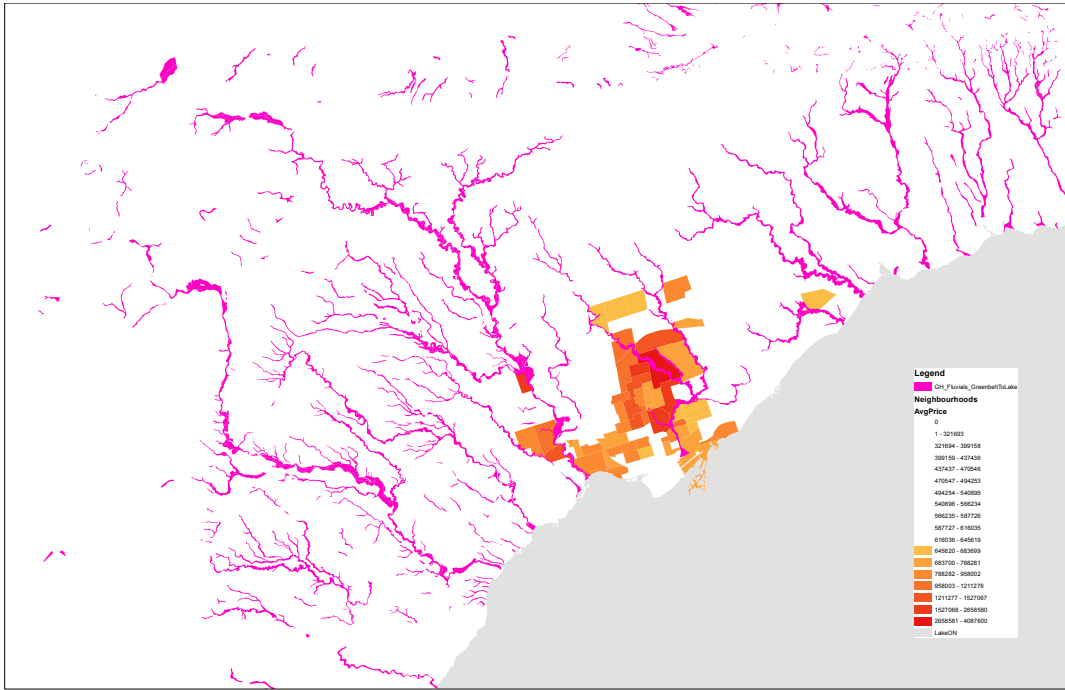 Legend
GH_Fluvials_GreenbeltToLake
Neighbourhoods
AvgPrice
0
1 - 321693
321694 - 399158
399159 - 437436
437437 - 470546
470547 - 494253
494254 - 540895
540896 - 566234
566235 - 587726
587727 - 616035
616036 - 645619
645620 - 683699
683700 - 788281
788282 - 958002
958003 - 1211276
1211277 - 1527067
1527068 - 2658580
2658581 - 4087600
LakeON